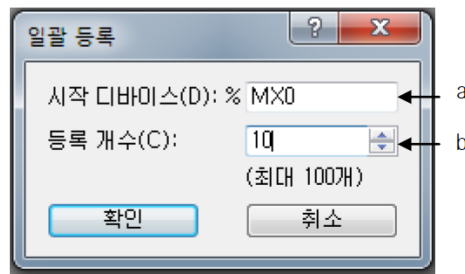 일괄 등록
시작 디바이스(D): % MX0
a
등록 개수(C): 10
b
(최대 100개)
확인 취소